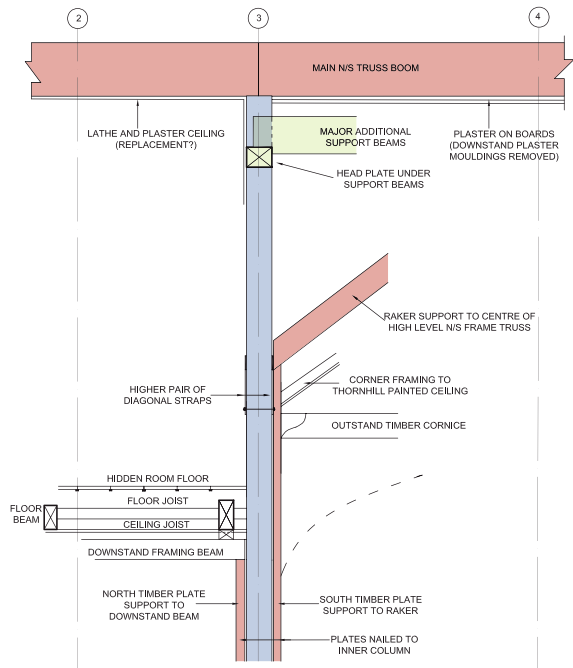 2
3
4
MAIN N/S TRUSS BOOM
LATHE AND PLASTER CEILING
(REPLACEMENT?)
MAJOR ADDITIONAL
SUPPORT BEAMS
PLASTER ON BOARDS
(DOWNSTAND PLASTER
MOULDINGS REMOVED)
HEAD PLATE UNDER
SUPPORT BEAMS
RAKER SUPPORT TO CENTRE OF
HIGH LEVEL N/S FRAME TRUSS
HIGHER PAIR OF
DIAGONAL STRAPS
CORNER FRAMING TO
THORNHILL PAINTED CEILING
OUTSTAND TIMBER CORNICE
HIDDEN ROOM FLOOR
FLOOR JOIST
FLOOR
BEAM
CEILING JOIST
DOWNSTAND FRAMING BEAM
NORTH TIMBER PLATE
SUPPORT TO
DOWNSTAND BEAM
SOUTH TIMBER PLATE
SUPPORT TO RAKER
PLATES NAILED TO
INNER COLUMN